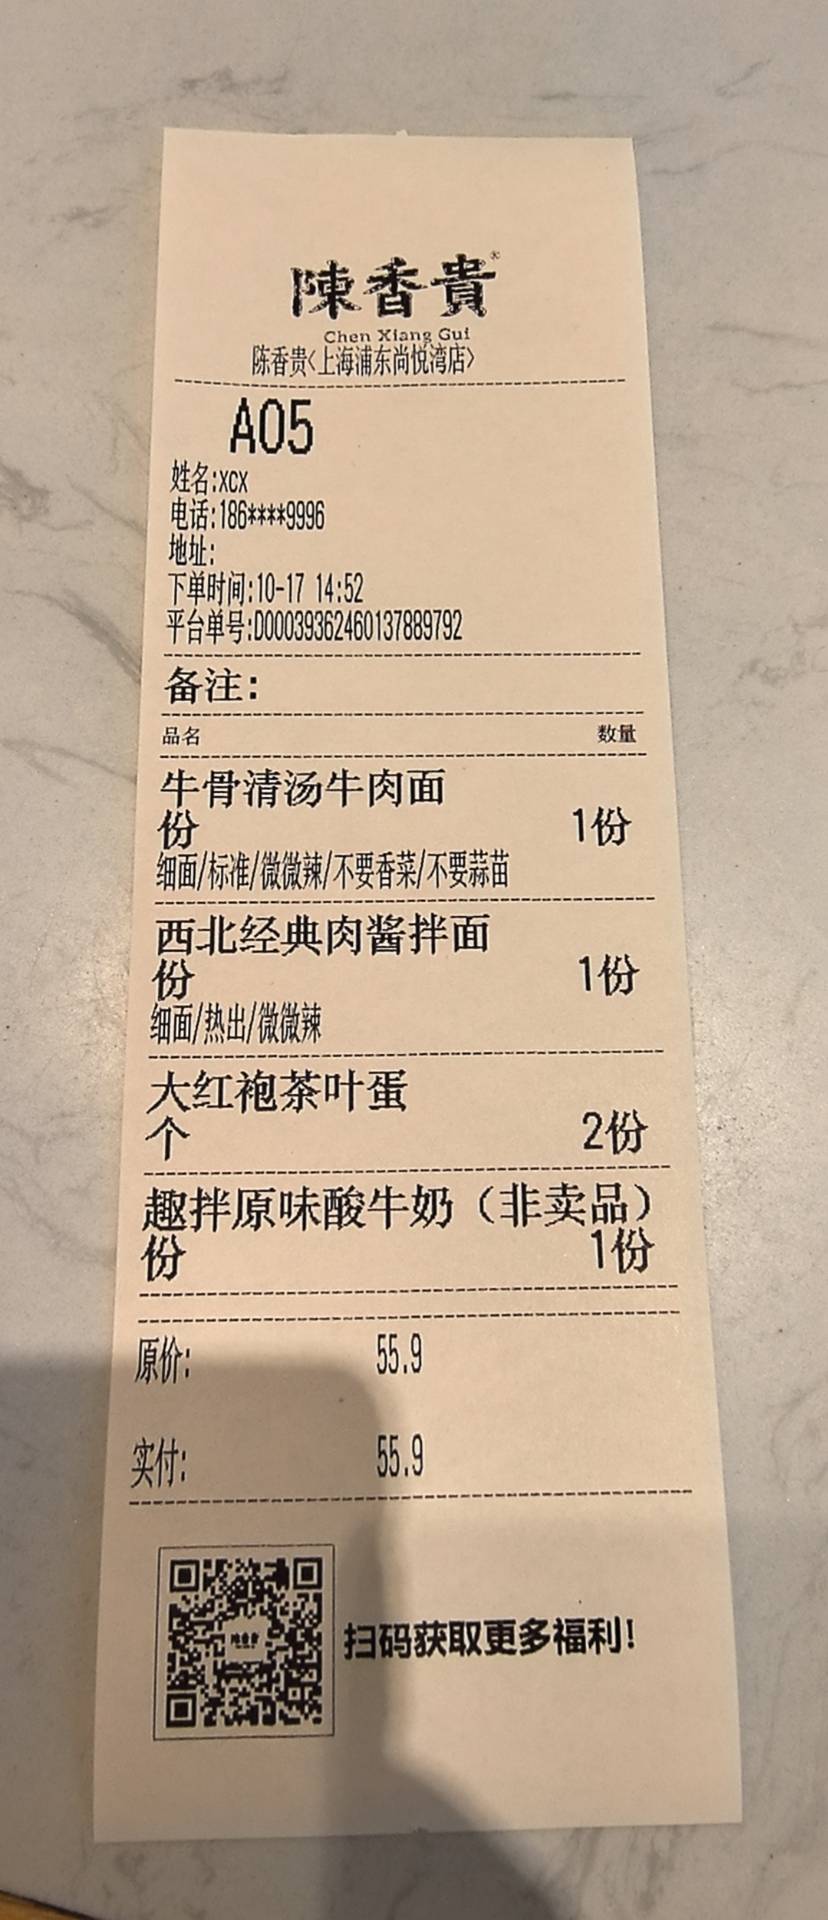 陳香貴®
Chen Xiang Gui
陈香贵<上海浦东尚悦湾店>
A05
姓名:xcx
电话:186****9996
地址:
下单时间:10-17 14:52
平台单号:D000393624601378897​92
备注:
品名 数量
牛骨清汤牛肉面
份 1份
细面/标准/微微辣/不要香菜/不要蒜苗
西北经典肉酱拌面
份 1份
细面/热出/微微辣
大红袍茶叶蛋
个 2份
趣拌原味酸牛奶（非卖品）
份 1份
原价: 55.9
实付: 55.9
陳香貴
扫码获取更多福利!